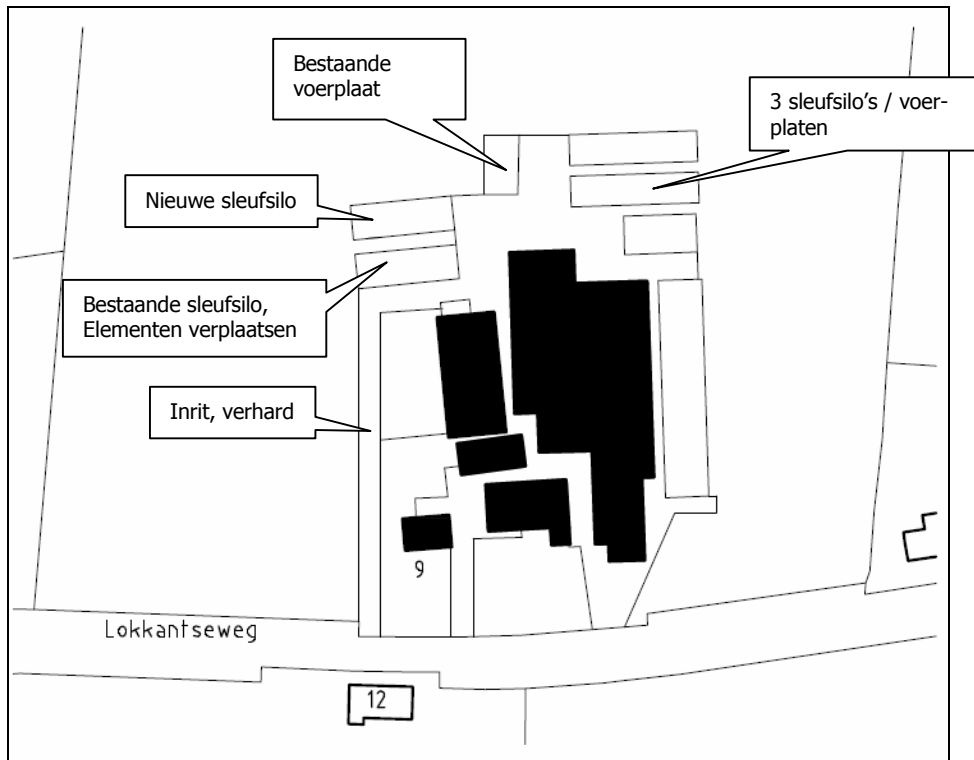 Bestaande
voerplaat
3 sleufsilo's / voer-
platen
Nieuwe sleufsilo
Bestaande sleufsilo,
Elementen verplaatsen
Inrit, verhard
9
Lokkantseweg
12